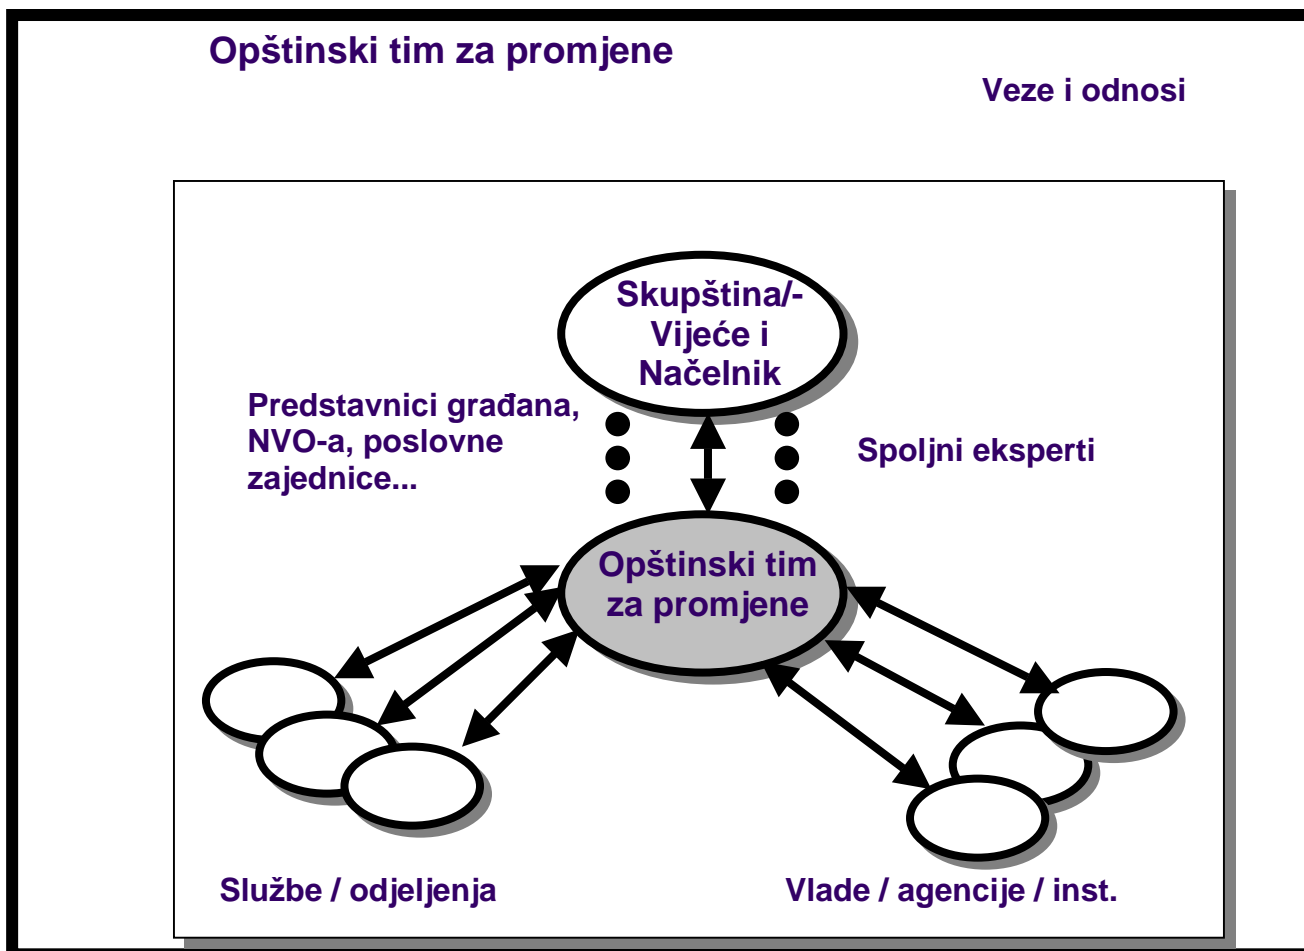 Opštinski tim za promjene
Veze i odnosi
Skupština/-
Vijeće i
Načelnik
Predstavnici građana,
NVO-a, poslovne
zajednice...
Spoljni eksperti
Opštinski tim
za promjene
Službe / odjeljenja
Vlade / agencije / inst.